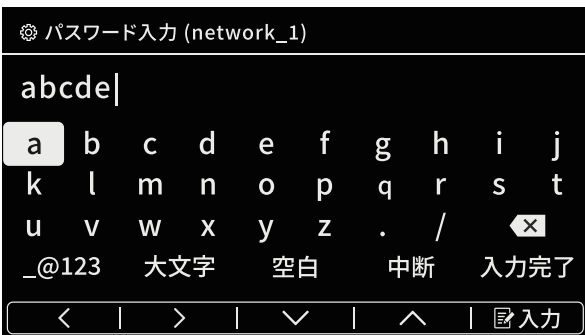 パスワード入力 (network_1)
abcde
a b c d e f g h i j
k l m n o p q r s t
u v w x y z . /
_@123 大文字 空白 中断 入力完了
入力